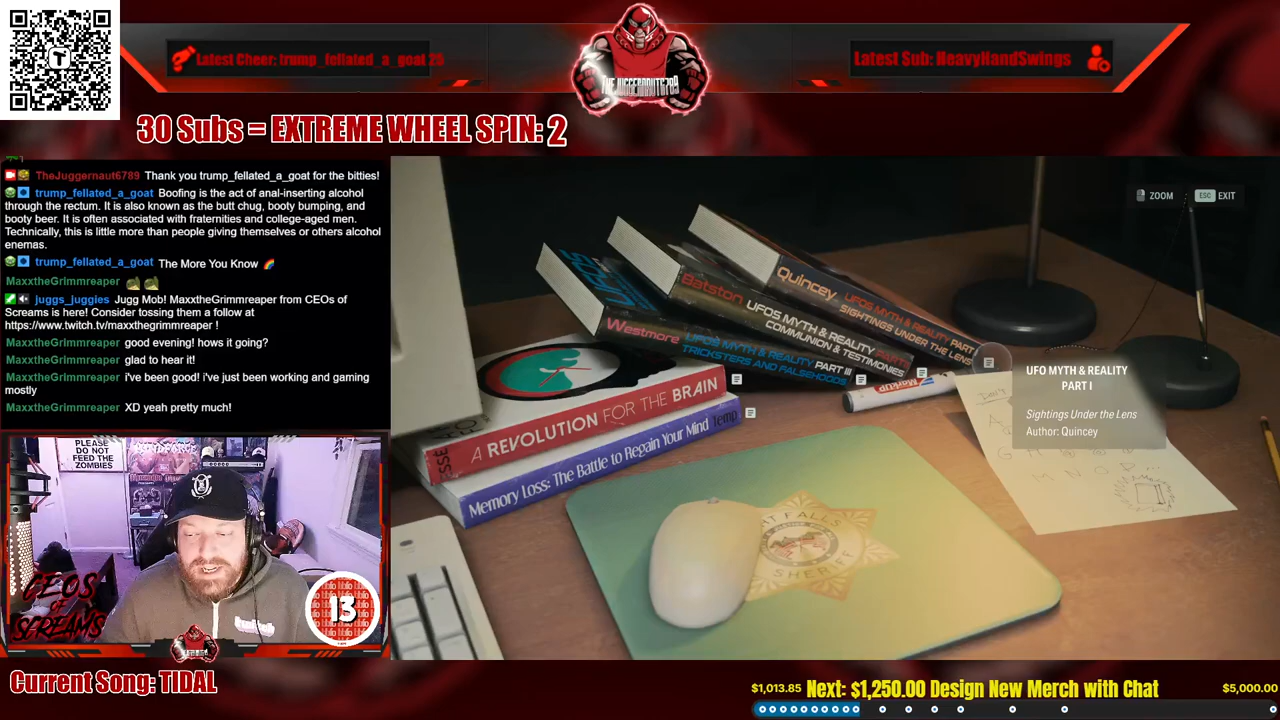 Latest Cheer: trump_fellated_a_goat 25
THEJUGGERNAUT6789
Latest Sub: HeavyHandSwings
30 Subs = EXTREME WHEEL SPIN: 2
TheJuggernaut6789 Thank you trump_fellated_a_goat for the bitties!
trump_fellated_a_goat Boofing is the act of anal-inserting alcohol
through the rectum. It is also known as the butt chug, booty bumping, and
booty beer. It is often associated with fraternities and college-aged men.
Technically, this is little more than people giving themselves or others alcohol
enemas.
trump_fellated_a_goat The More You Know 🌈
MaxxtheGrimmreaper
juggs_juggies Jugg Mob! MaxxtheGrimmreaper from CEOs of
Screams is here! Consider tossing them a follow at
https://www.twitch.tv/maxxthegrimmreaper !
MaxxtheGrimmreaper good evening! hows it going?
MaxxtheGrimmreaper glad to hear it!
MaxxtheGrimmreaper i've been good! i've just been working and gaming
mostly
MaxxtheGrimmreaper XD yeah pretty much!
ZOOM
ESC EXIT
Quincey UFOS MYTH & REALITY PART I
SIGHTINGS UNDER THE LENS
Batston UFOS MYTH & REALITY PART II
COMMUNION & TESTIMONIES
Westmore UFOS MYTH & REALITY PART III
TRICKSTERS AND FALSEHOODS
MARKUP
A REVOLUTION FOR THE BRAIN
Memory Loss: The Battle to Regain Your Mind Temp
UFO MYTH & REALITY
PART I
Sightings Under the Lens
Author: Quincey
M N O P...
FALLS
SHERIFF
PLEASE
DO NOT
FEED THE
ZOMBIES
CEOS
OF
SCREAMS
13
Current Song: TIDAL
$1,013.85 Next: $1,250.00 Design New Merch with Chat $5,000.00